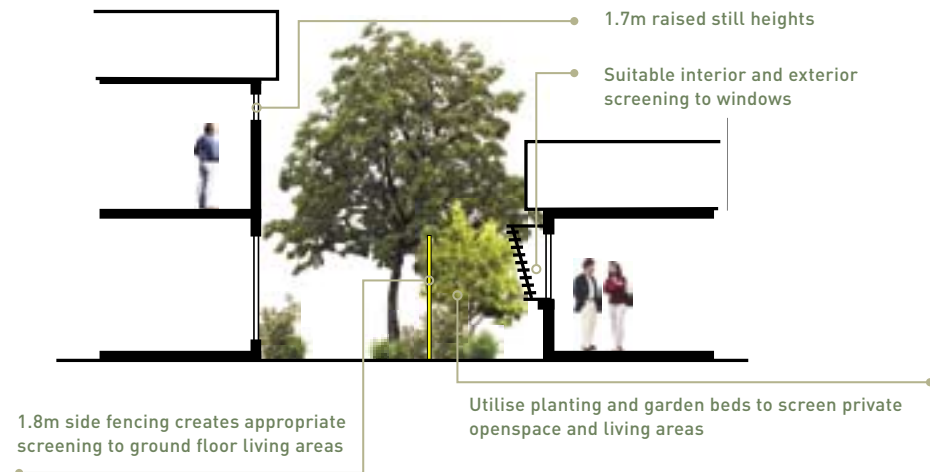 1.7m raised still heights
Suitable interior and exterior
screening to windows
1.8m side fencing creates appropriate
screening to ground floor living areas
Utilise planting and garden beds to screen private
openspace and living areas